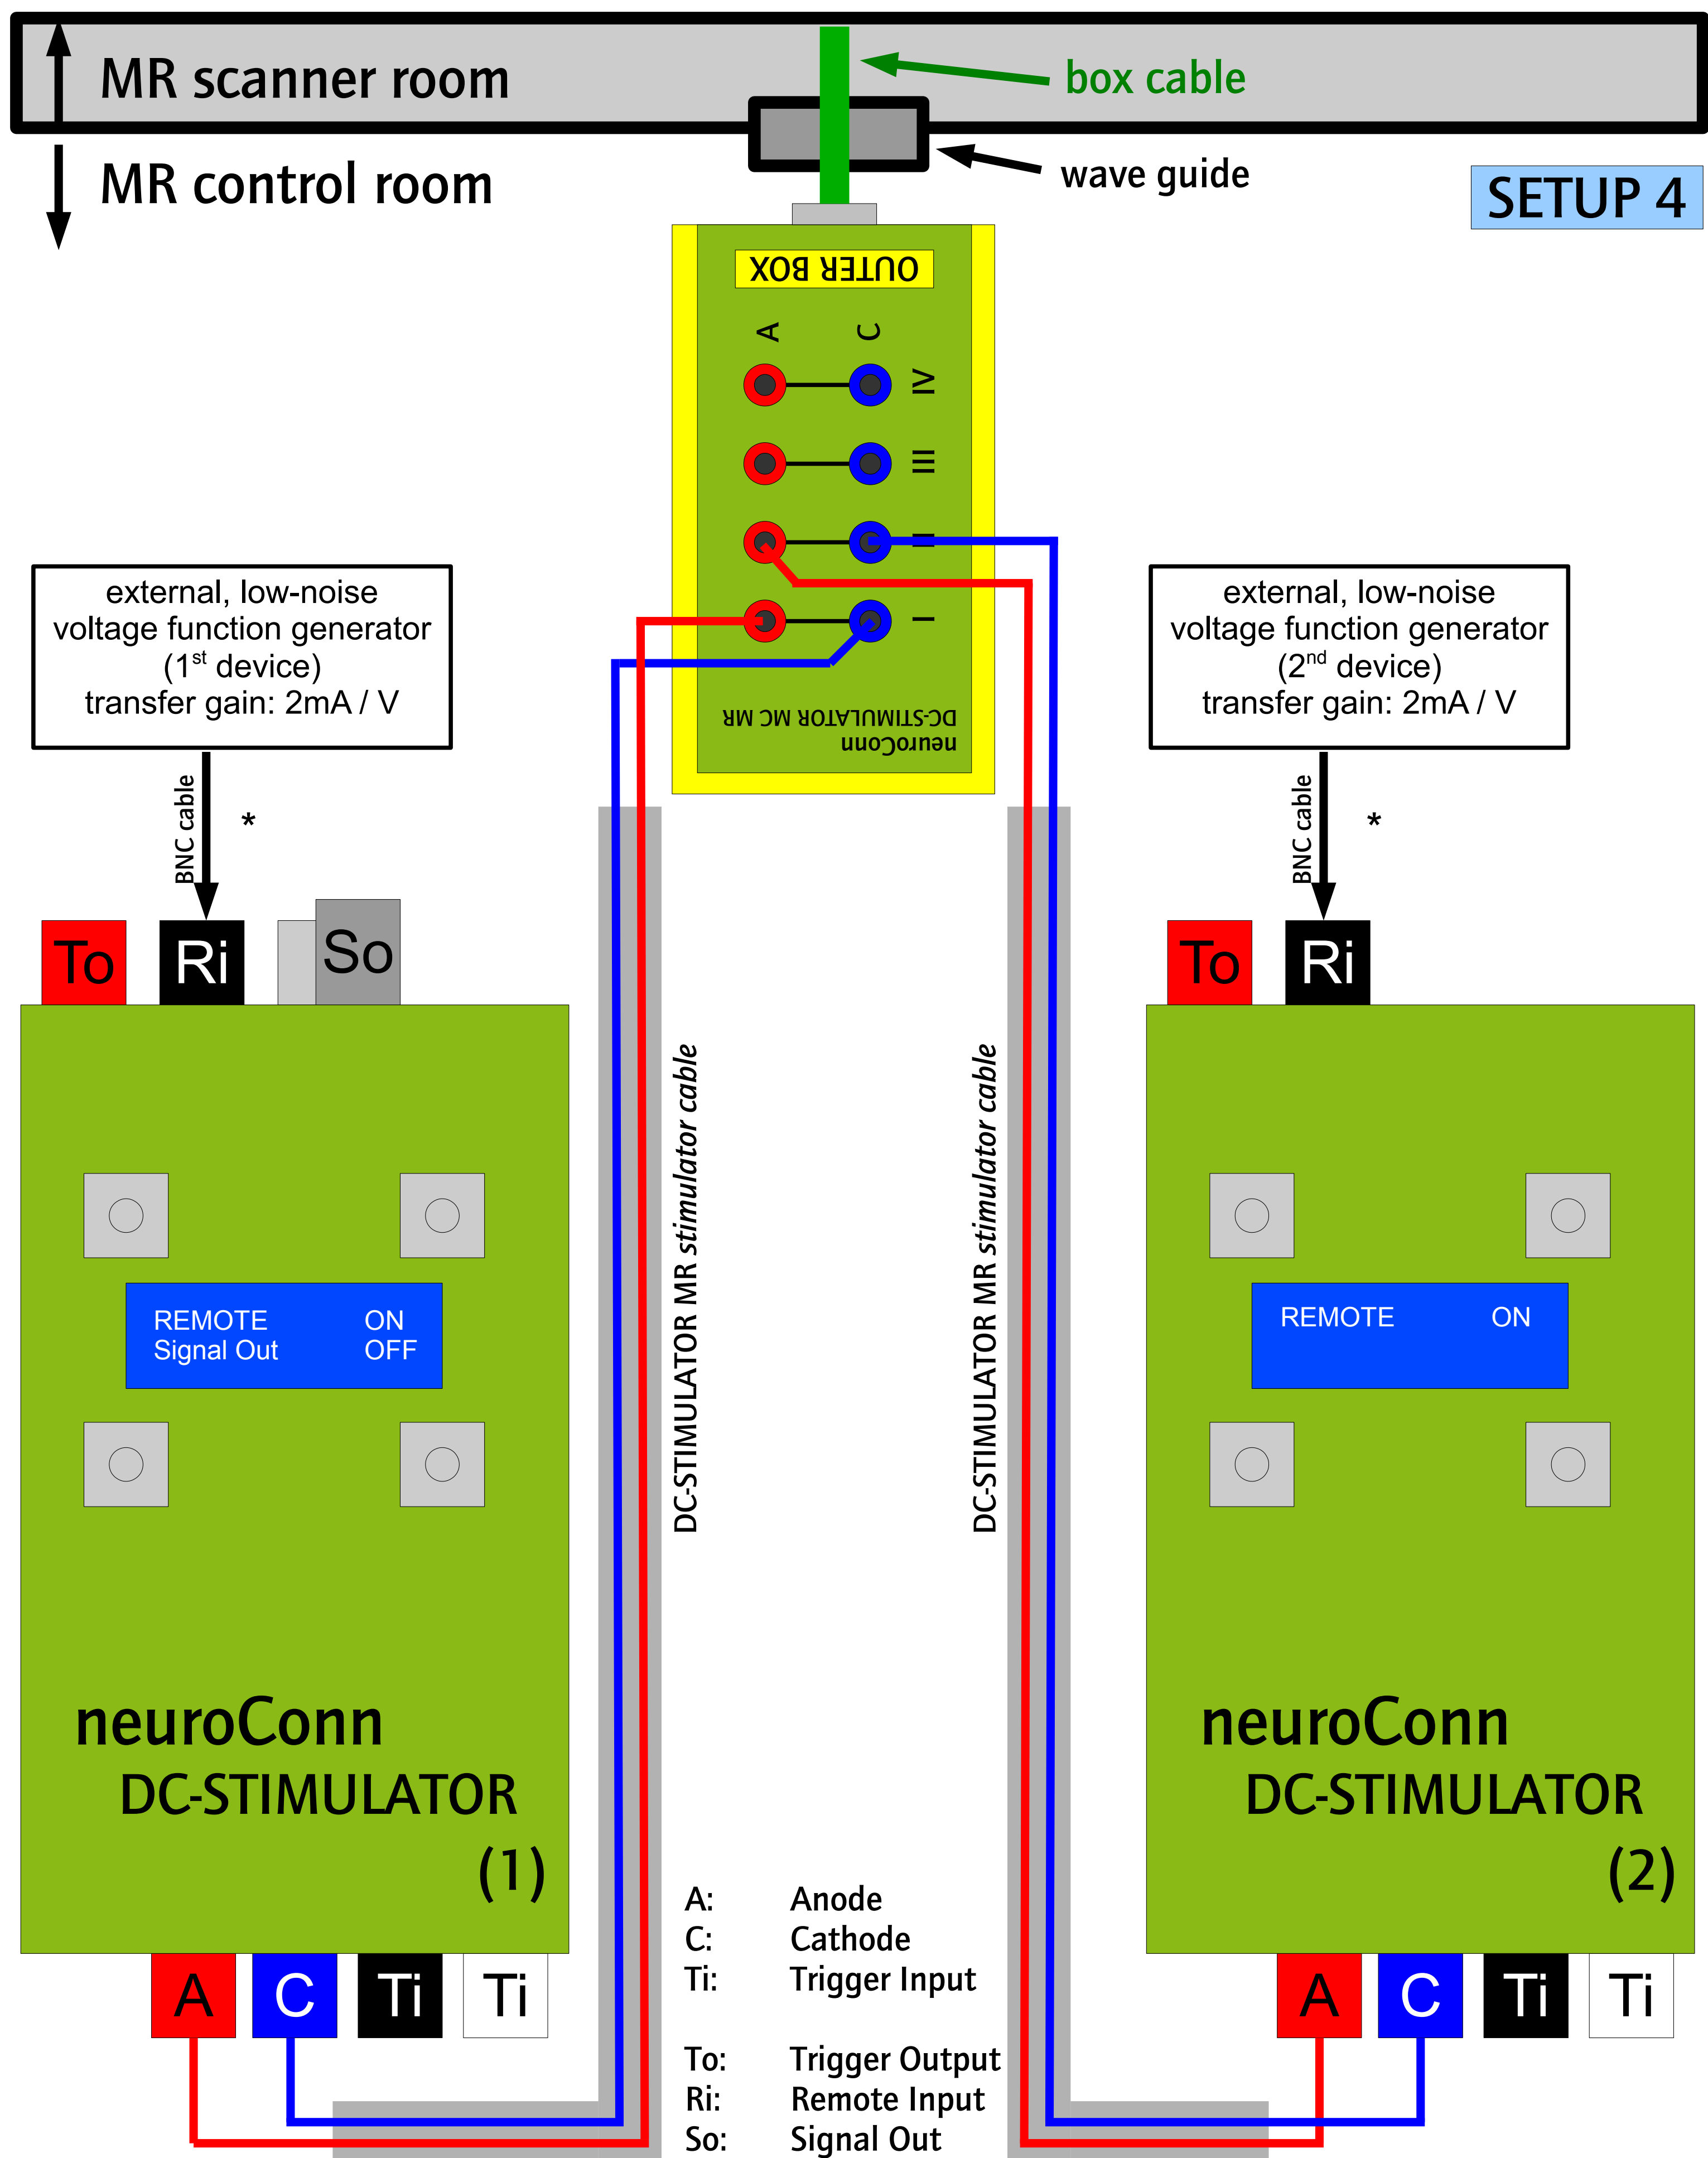 MR scanner room
box cable
MR control room
wave guide
SETUP 4
OUTER BOX
A
C
IV
III
II
I
neuroConn
DC-STIMULATOR MC MR
external, low-noise
voltage function generator
(1st device)
transfer gain: 2mA / V
external, low-noise
voltage function generator
(2nd device)
transfer gain: 2mA / V
BNC cable
*
BNC cable
*
To
Ri
So
To
Ri
DC-STIMULATOR MR stimulator cable
DC-STIMULATOR MR stimulator cable
REMOTE ON
Signal Out OFF
REMOTE ON
neuroConn
DC-STIMULATOR
(1)
neuroConn
DC-STIMULATOR
(2)
A: Anode
C: Cathode
Ti: Trigger Input
To: Trigger Output
Ri: Remote Input
So: Signal Out
A
C
Ti
Ti
A
C
Ti
Ti